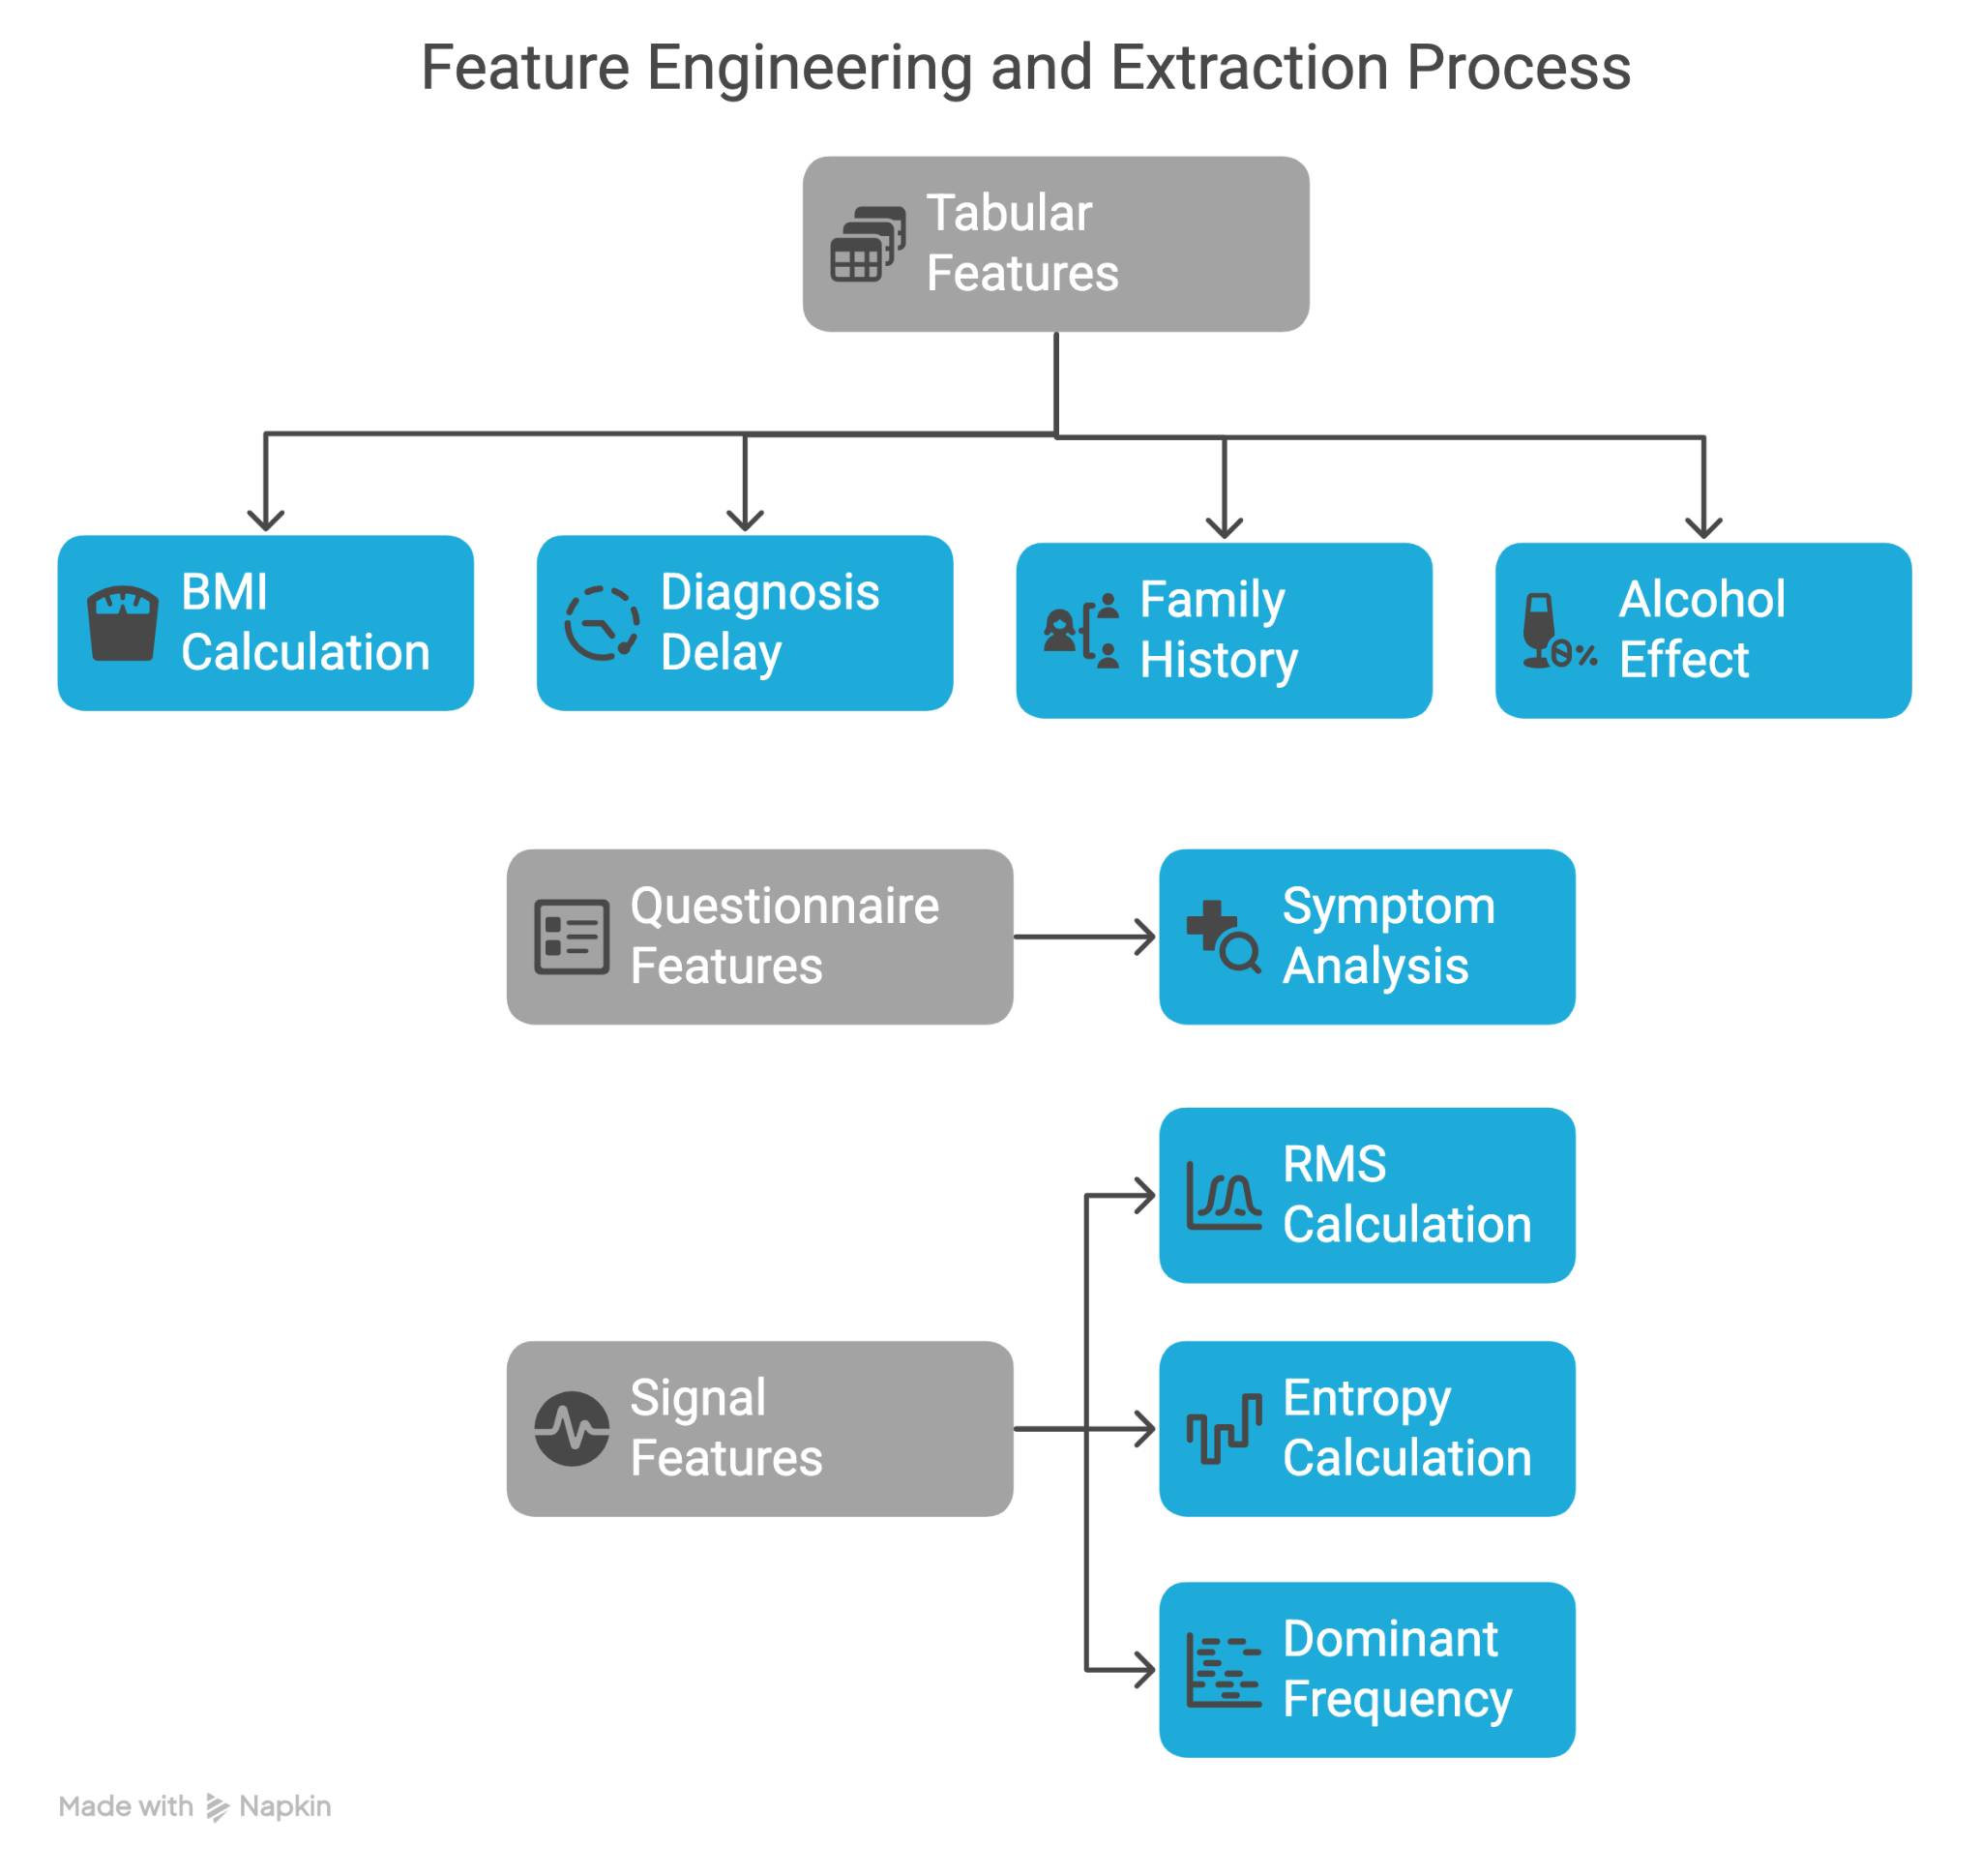 Feature Engineering and Extraction Process
Tabular
Features
BMI
Calculation
Diagnosis
Delay
Family
History
Alcohol
Effect
0%
Questionnaire
Features
Symptom
Analysis
RMS
Calculation
Signal
Features
Entropy
Calculation
Dominant
Frequency
Made with Napkin